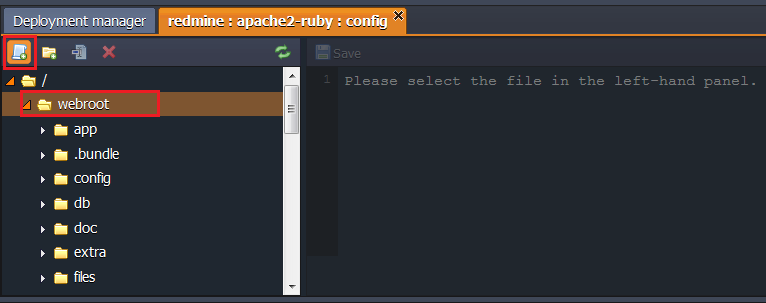 Deployment manager
redmine : apache2-ruby : config
Save
/
webroot
app
.bundle
config
db
doc
extra
files
1 Please select the file in the left-hand panel.